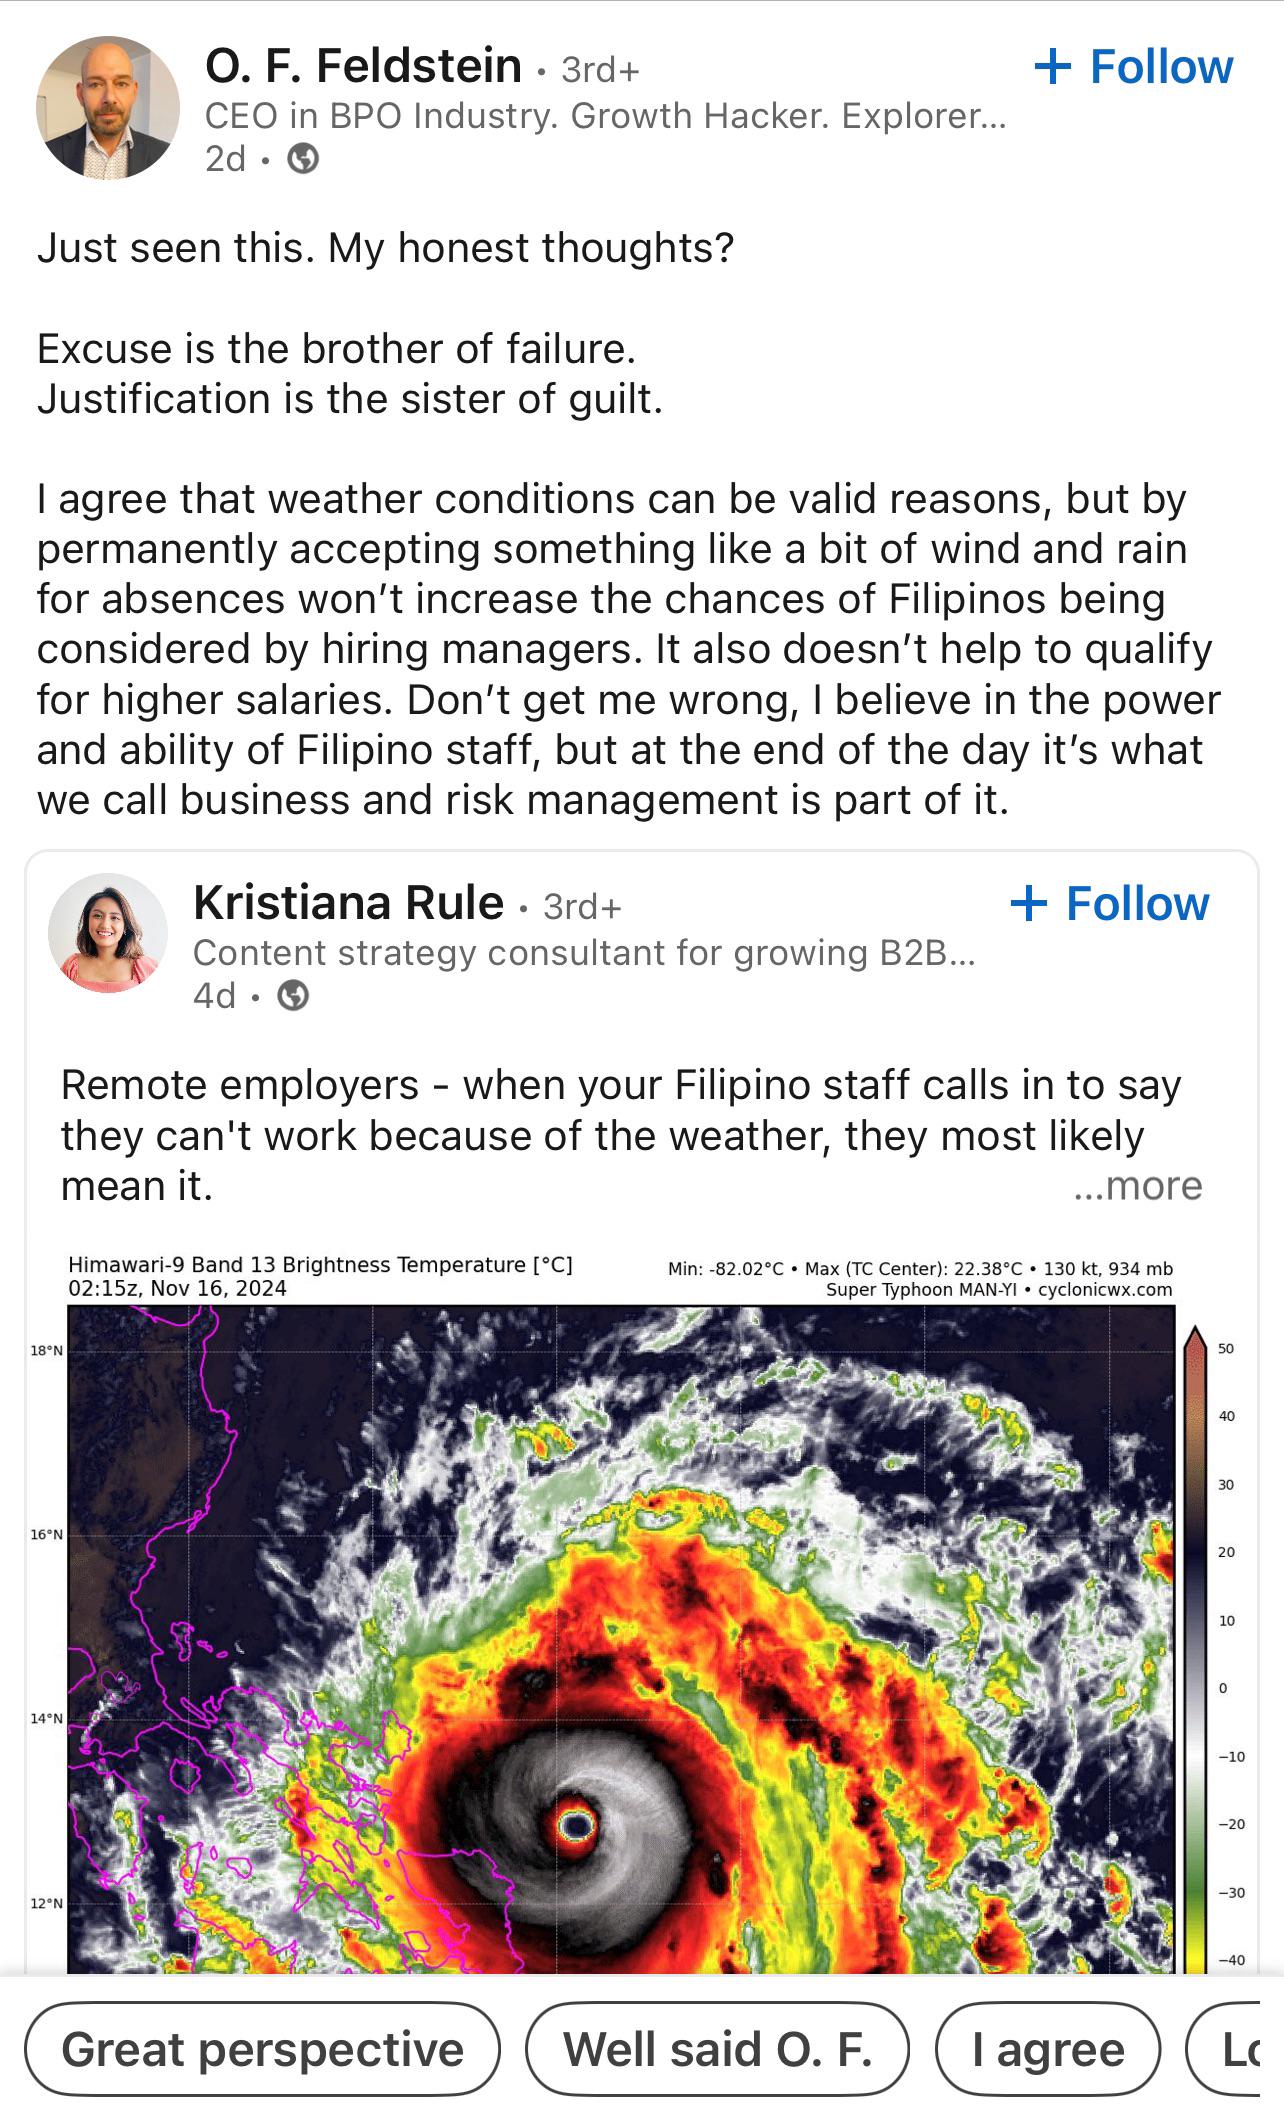 O. F. Feldstein • 3rd+
+ Follow
CEO in BPO Industry. Growth Hacker. Explorer...
2d •
Just seen this. My honest thoughts?
Excuse is the brother of failure.
Justification is the sister of guilt.
I agree that weather conditions can be valid reasons, but by
permanently accepting something like a bit of wind and rain
for absences won’t increase the chances of Filipinos being
considered by hiring managers. It also doesn’t help to qualify
for higher salaries. Don’t get me wrong, I believe in the power
and ability of Filipino staff, but at the end of the day it’s what
we call business and risk management is part of it.
Kristiana Rule • 3rd+
+ Follow
Content strategy consultant for growing B2B...
4d •
Remote employers - when your Filipino staff calls in to say
they can't work because of the weather, they most likely
mean it.
...more
Himawari-9 Band 13 Brightness Temperature [°C]
02:15z, Nov 16, 2024
Min: -82.02°C • Max (TC Center): 22.38°C • 130 kt, 934 mb
Super Typhoon MAN-YI • cyclonicwx.com
18°N
16°N
14°N
12°N
50
40
30
20
10
0
−10
−20
−30
−40
Great perspective
Well said O. F.
I agree